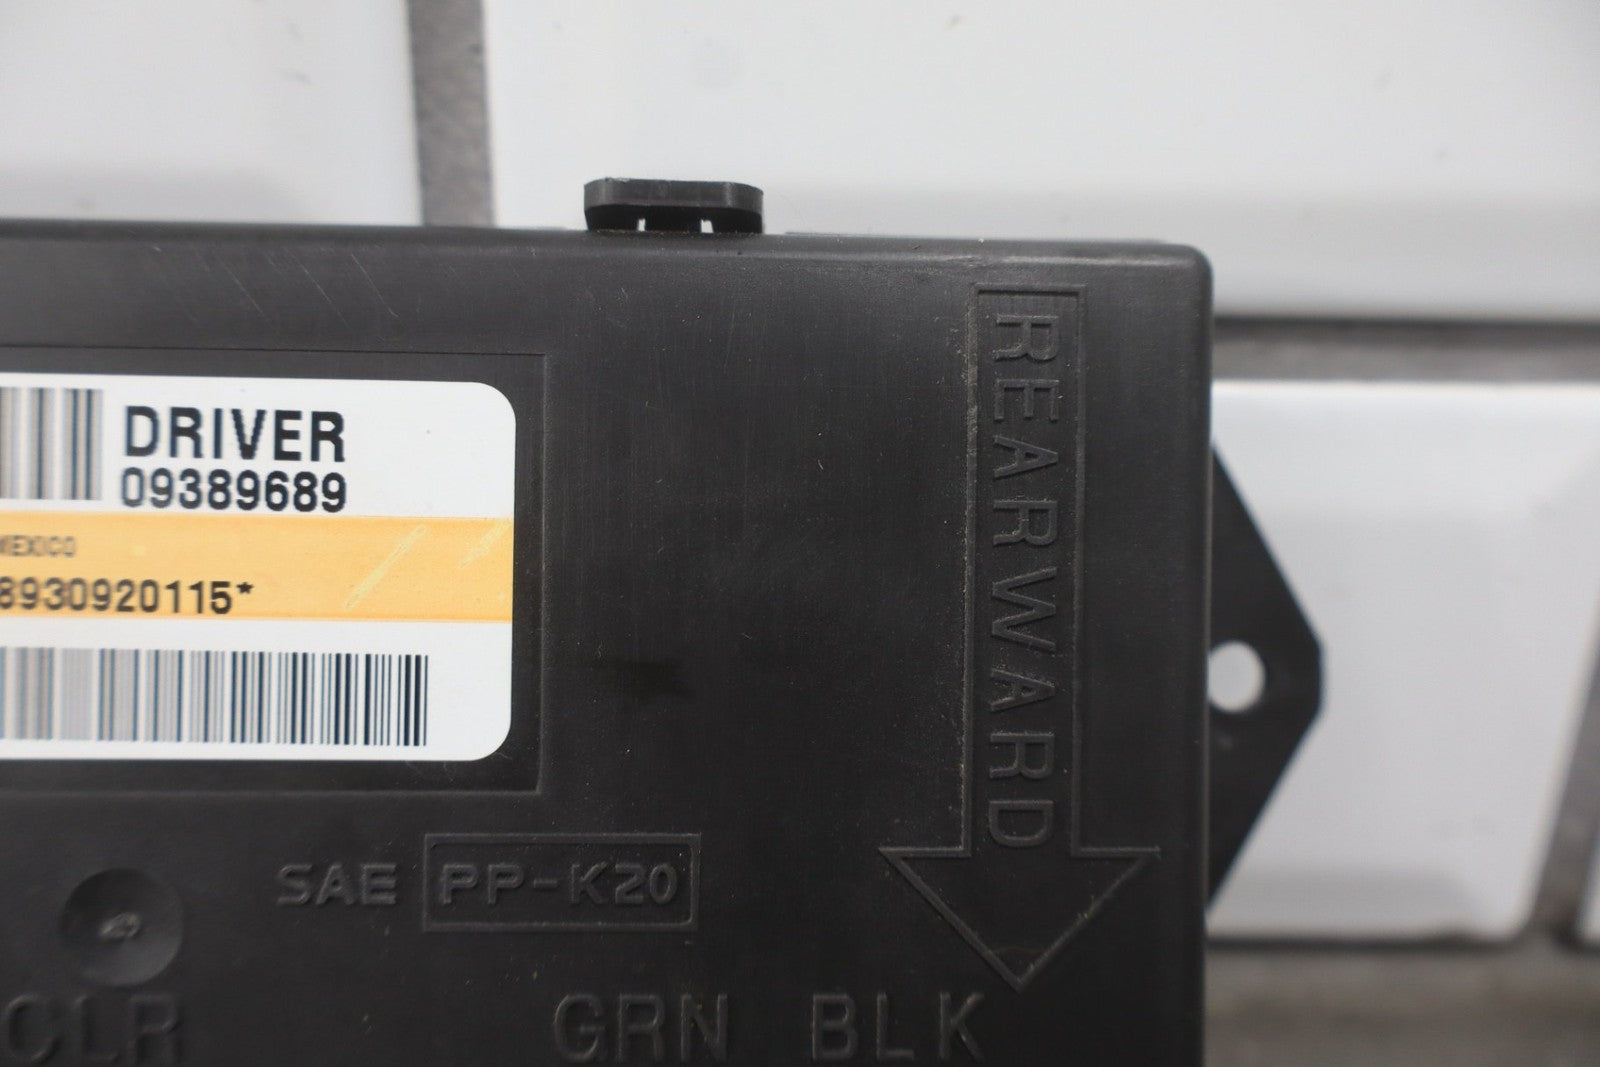 DRIVER
09389689
MEXICO
8930920115*
REARWARD
SAE PP-K20
CLR GRN BLK